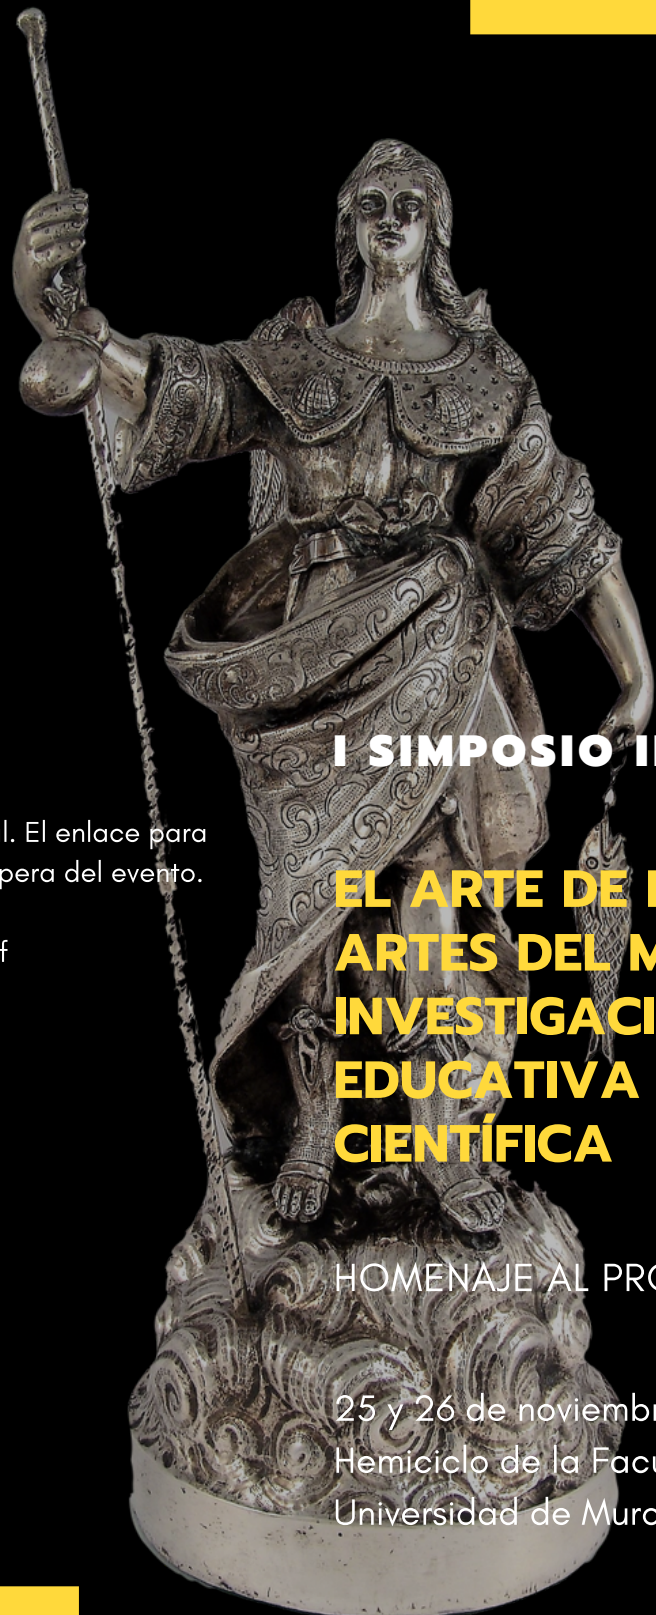 l. El enlace para
pera del evento.
f
I SIMPOSIO
EL ARTE DE
ARTES DEL
INVESTIGACI
EDUCATIVA
CIENTÍFICA
HOMENAJE AL PRO
25 y 26 de noviembr
Hemiciclo de la Facu
Universidad de Murc